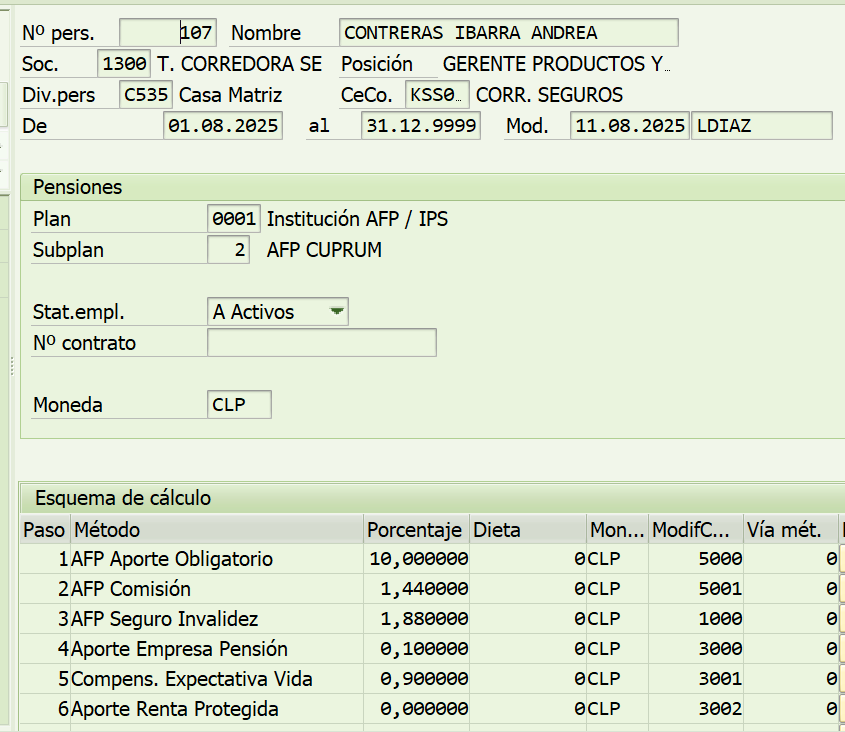 Nº pers. 107 Nombre CONTRERAS IBARRA ANDREA
Soc. 1300 T. CORREDORA SE Posición GERENTE PRODUCTOS Y…
Div.pers C535 Casa Matriz CeCo. KSS0… CORR. SEGUROS
De 01.08.2025 al 31.12.9999 Mod. 11.08.2025 LDIAZ
Pensiones
Plan 0001 Institución AFP / IPS
Subplan 2 AFP CUPRUM
Stat.empl. A Activos
Nº contrato
Moneda CLP
Esquema de cálculo
Paso Método Porcentaje Dieta Mon... ModifC... Vía mét.
1 AFP Aporte Obligatorio 10,000000 0 CLP 5000 0
2 AFP Comisión 1,440000 0 CLP 5001 0
3 AFP Seguro Invalidez 1,880000 0 CLP 1000 0
4 Aporte Empresa Pensión 0,100000 0 CLP 3000 0
5 Compens. Expectativa Vida 0,900000 0 CLP 3001 0
6 Aporte Renta Protegida 0,000000 0 CLP 3002 0